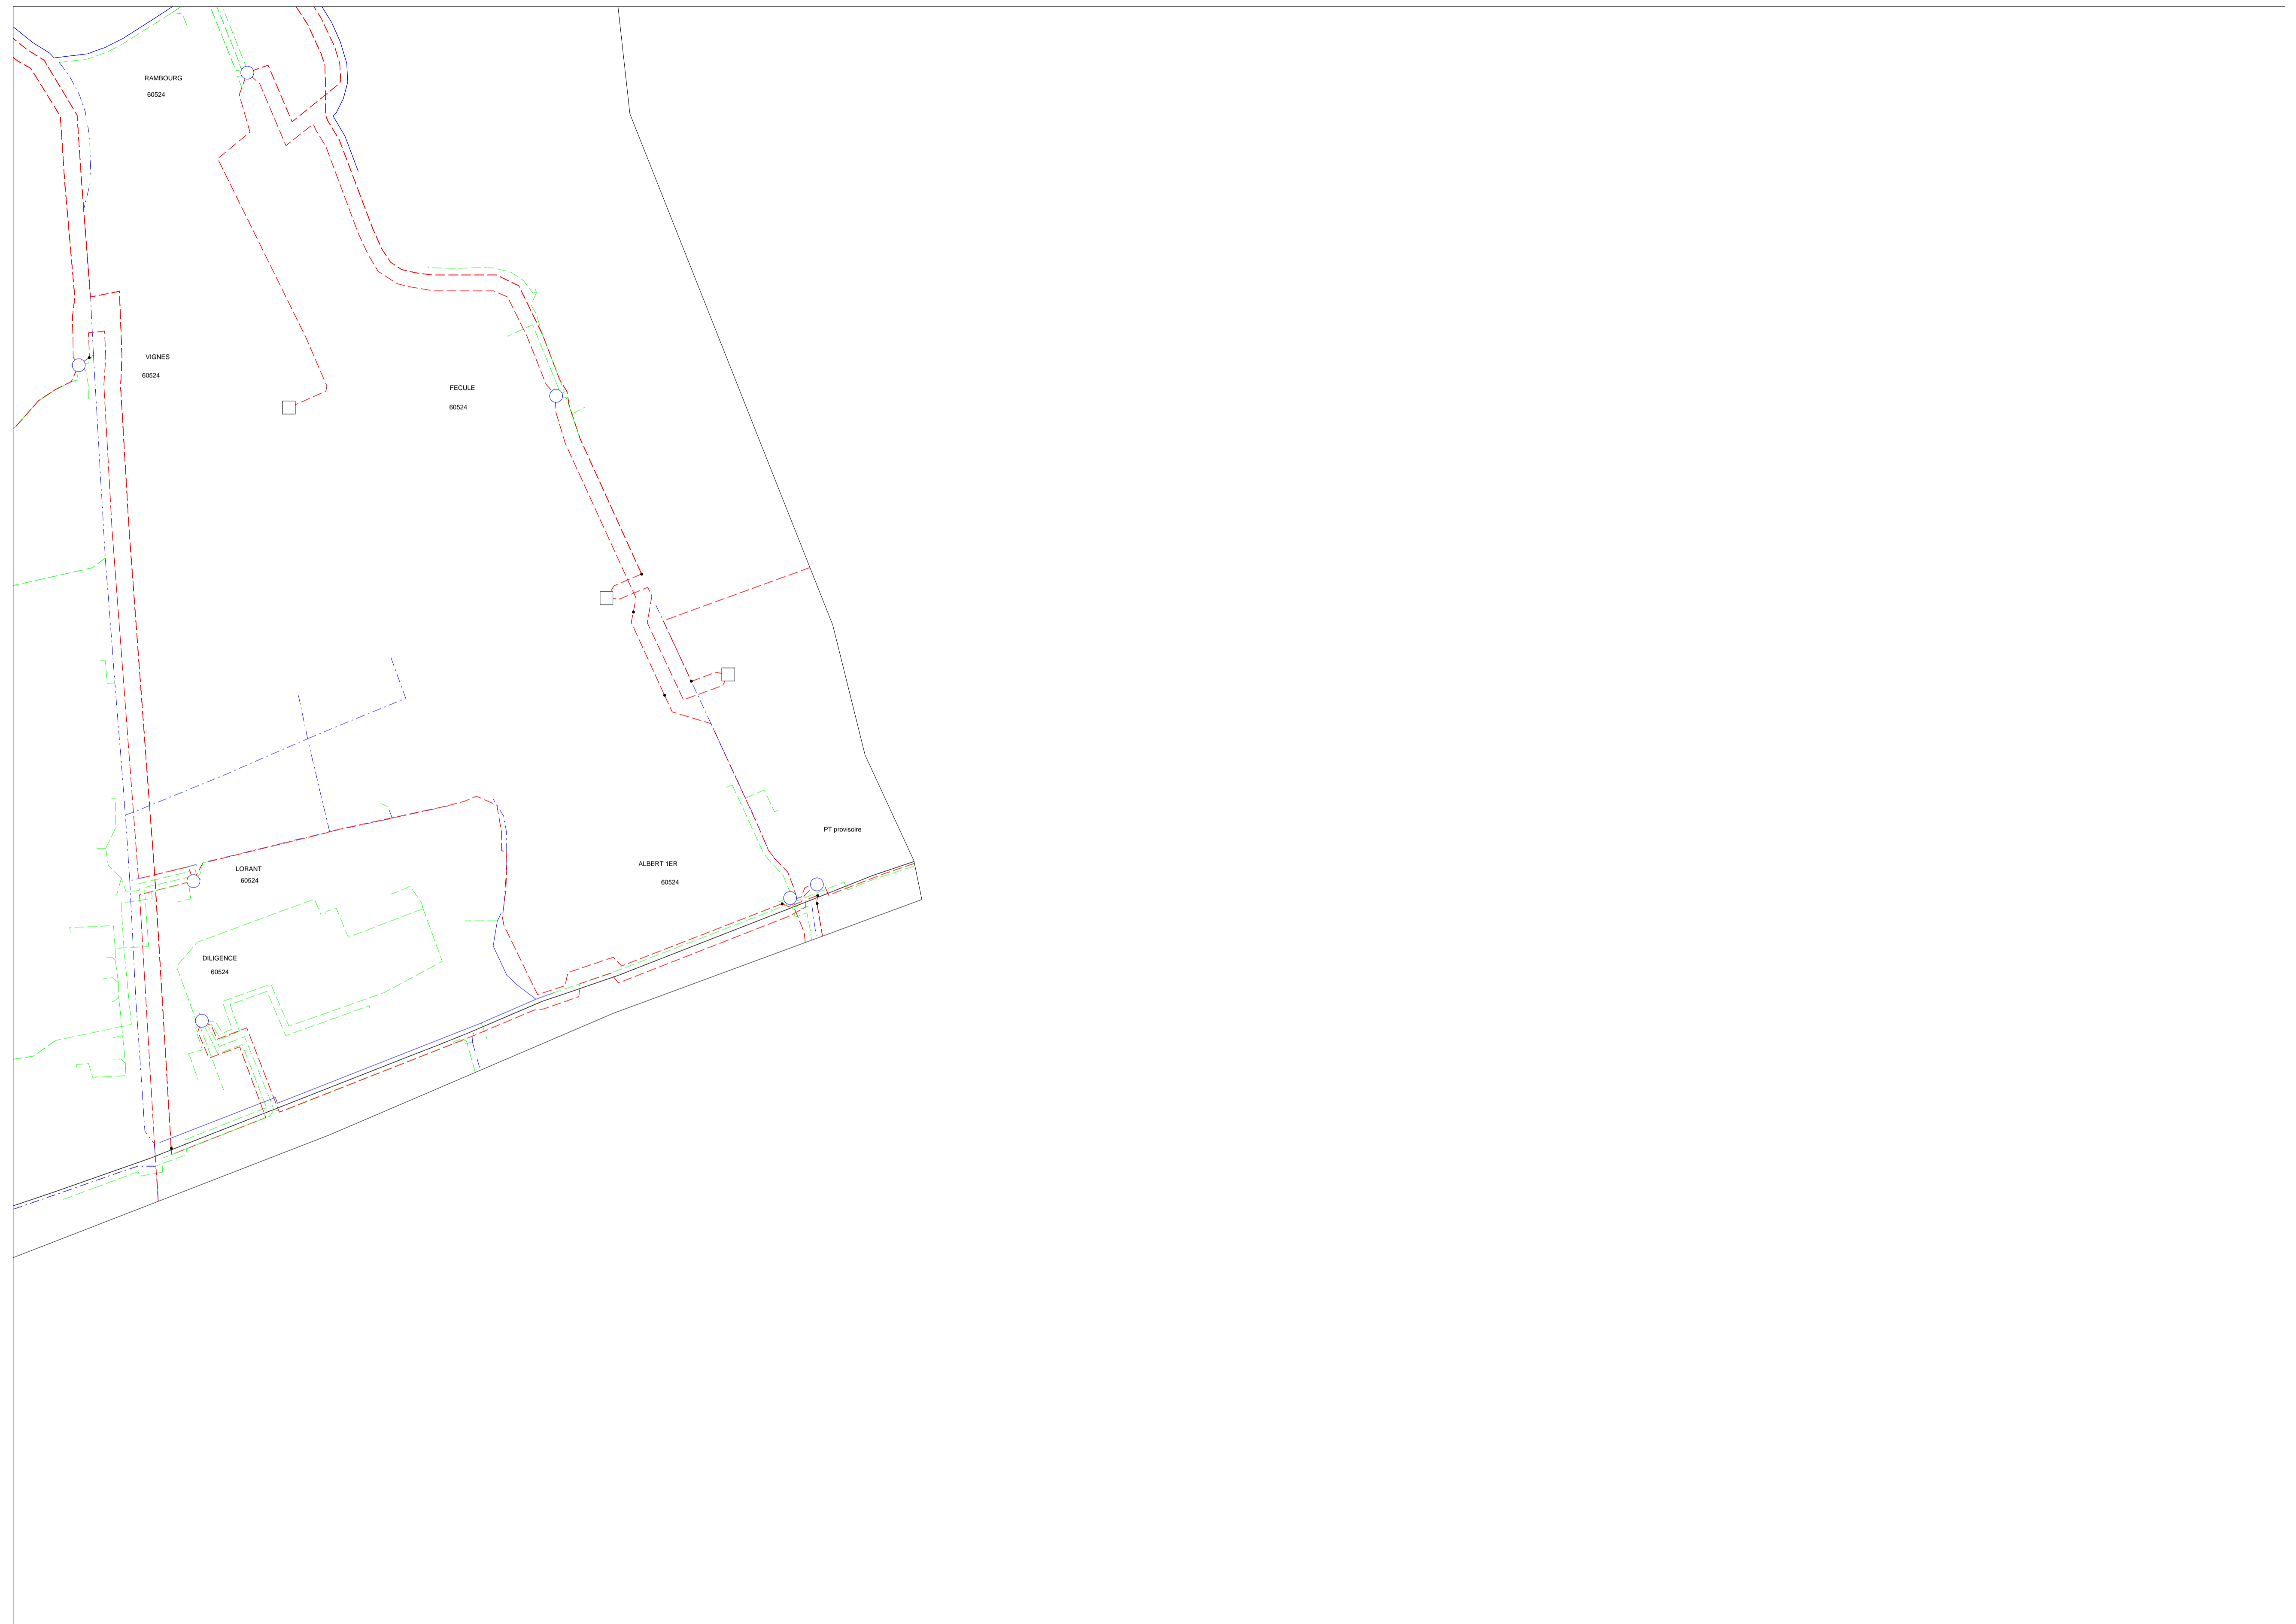 RAMBOURG
60524
VIGNES
60524
FECULE
60524
PT provisoire
ALBERT 1ER
60524
LORANT
60524
DILIGENCE
60524